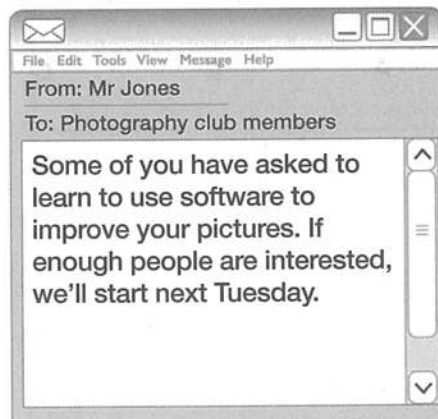 File Edit Tools View Message Help
From: Mr Jones
To: Photography club members
Some of you have asked to
learn to use software to
improve your pictures. If
enough people are interested,
we'll start next Tuesday.